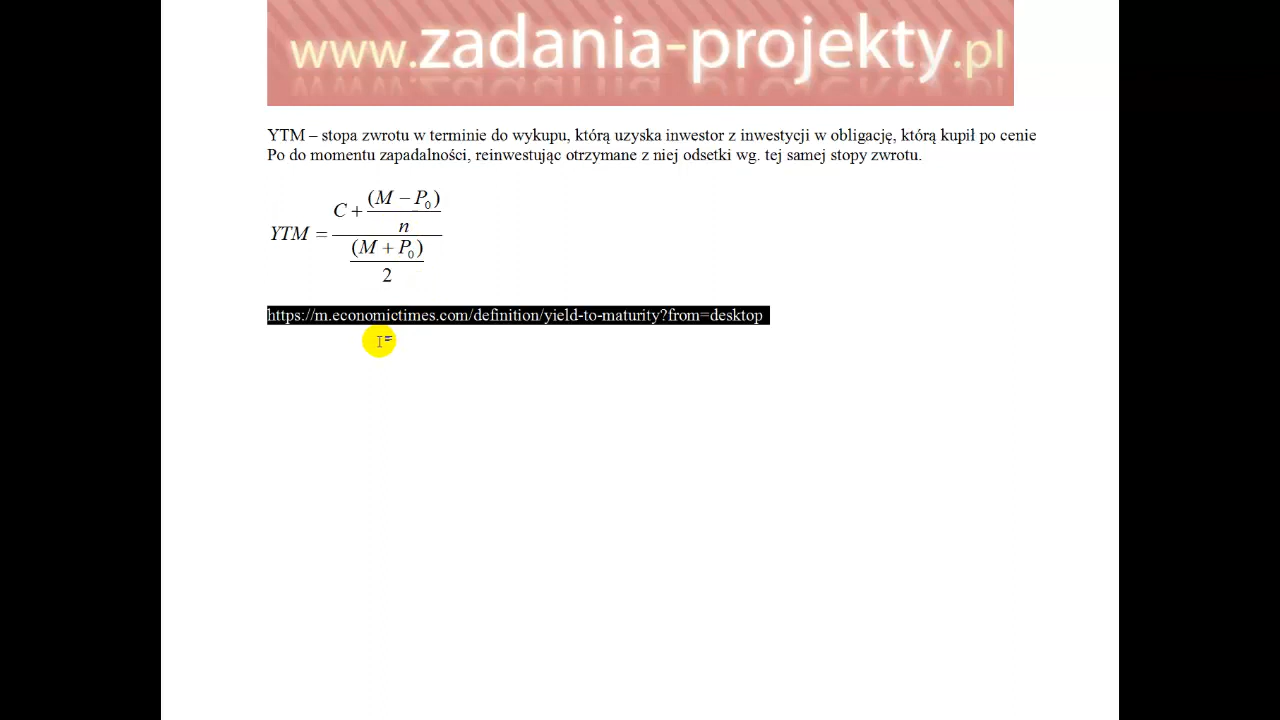 www.zadania-projekty.pl
YTM – stopa zwrotu w terminie do wykupu, którą uzyska inwestor z inwestycji w obligację, którą kupił po cenie
Po do momentu zapadalności, reinwestując otrzymane z niej odsetki wg. tej samej stopy zwrotu.
(M − P₀)
C +
n
YTM =
(M + P₀)
2
https://m.economictimes.com/definition/yield-to-maturity?from=desktop